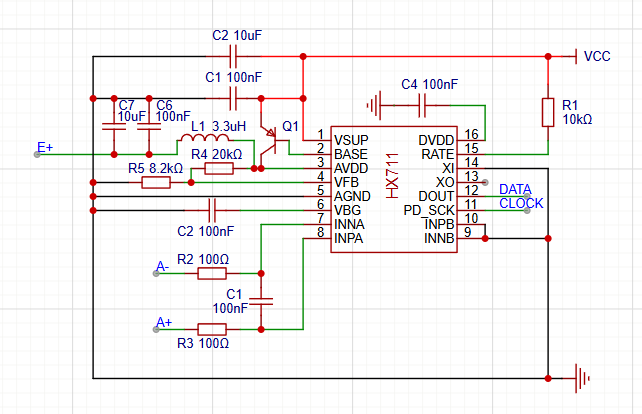 C2 10uF
VCC
C1 100nF
C4 100nF
C7
10uF
C6
100nF
R1
10kΩ
L1 3.3uH
Q1
E+
R4 20kΩ
R5 8.2kΩ
HX711
1 VSUP
2 BASE
3 AVDD
4 VFB
5 AGND
6 VBG
7 INNA
8 INPA
DVDD 16
RATE 15
XI 14
XO 13
DOUT 12
PD_SCK 11
INPB 10
INNB 9
DATA
CLOCK
C2 100nF
A-
R2 100Ω
C1
100nF
A+
R3 100Ω